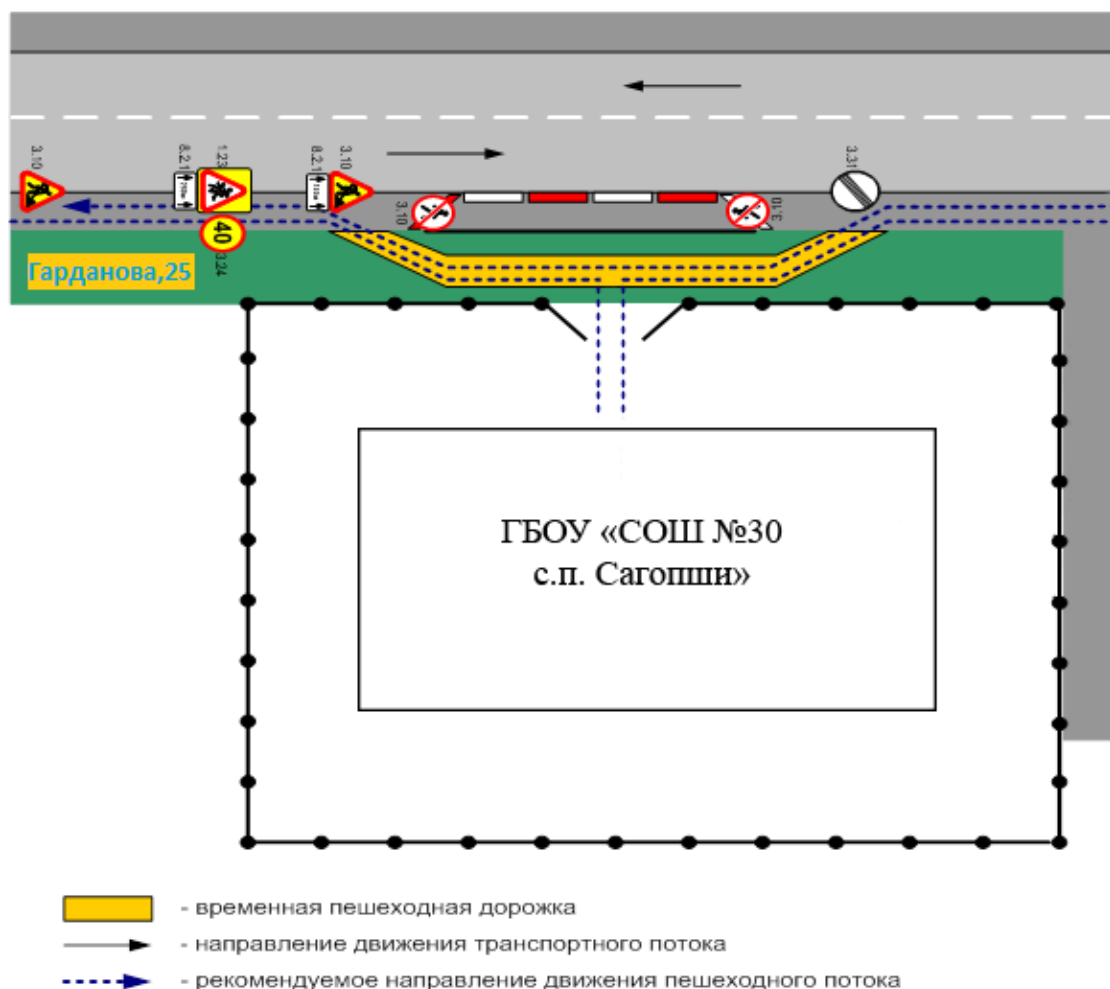 3.10
8.2.1
1.23
8.2.1
3.10
3.31
3.10
3.10
40
3.24
Гарданова,25
ГБОУ «СОШ №30
с.п. Сагопши»
- временная пешеходная дорожка
- направление движения транспортного потока
- рекомендуемое направление движения пешеходного потока